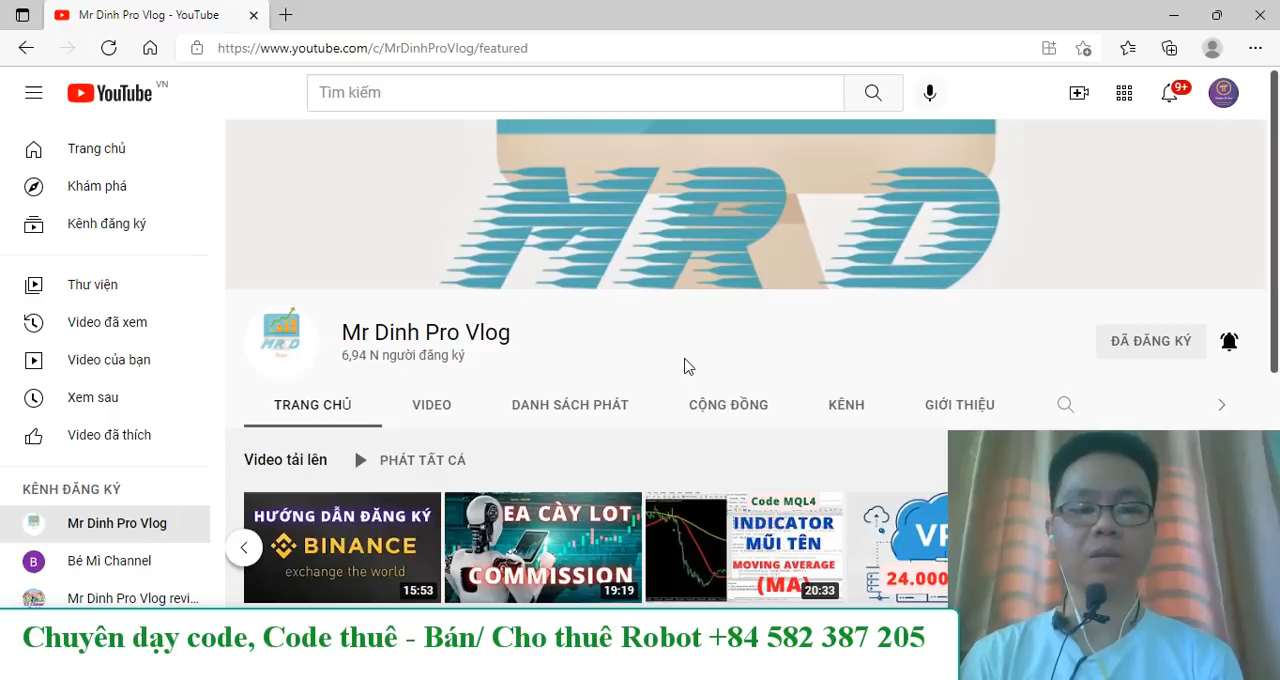 Mr Dinh Pro Vlog - YouTube
https://www.youtube.com/c/MrDinhProVlog/featured
YouTube VN
Tìm kiếm
9+
Trang chủ
Khám phá
Kênh đăng ký
Thư viện
Video đã xem
Video của bạn
Xem sau
Video đã thích
KÊNH ĐĂNG KÝ
Mr Dinh Pro Vlog
B
Bé Mì Channel
Mr Dinh Pro Vlog revi...
MR D
MR D
Mr Dinh Pro Vlog
6,94 N người đăng ký
ĐÃ ĐĂNG KÝ
TRANG CHỦ
VIDEO
DANH SÁCH PHÁT
CỘNG ĐỒNG
KÊNH
GIỚI THIỆU
Video tải lên
PHÁT TẤT CẢ
HƯỚNG DẪN ĐĂNG KÝ
BINANCE
exchange the world
15:53
EA CÀY LOT
COMMISSION
19:19
Code MQL4
INDICATOR
MŨI TÊN
MOVING AVERAGE
(MA)
20:33
VP
24.000
Chuyên dạy code, Code thuê - Bán/ Cho thuê Robot +84 582 387 205